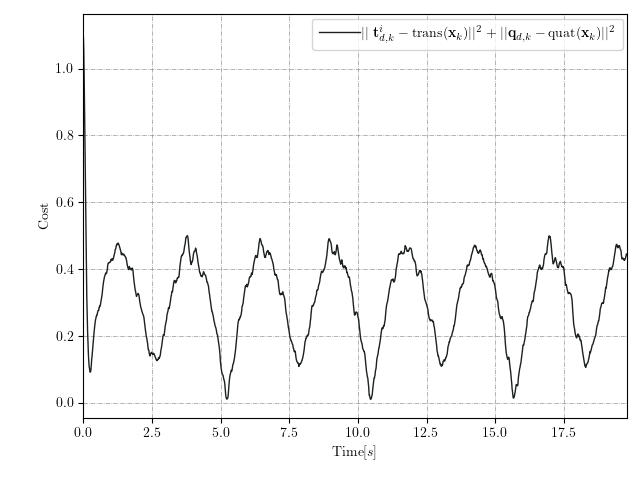 || t^i_{d,k} − trans(x_k)||^2 + ||q_{d,k} − quat(x_k)||^2
1.0
0.8
0.6
0.4
0.2
0.0
Cost
0.0 2.5 5.0 7.5 10.0 12.5 15.0 17.5
Time[s]